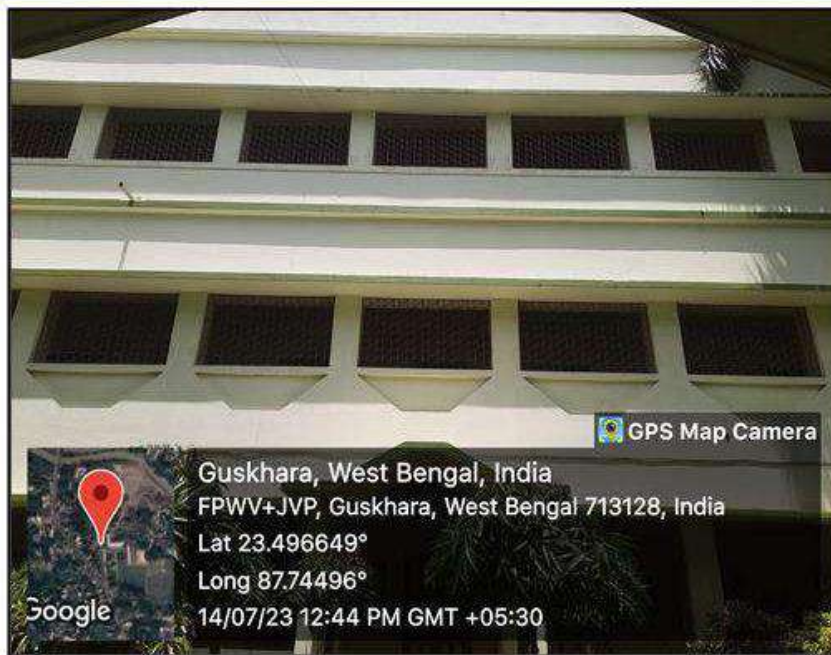 GPS Map Camera
Guskhara, West Bengal, India
FPWV+JVP, Guskhara, West Bengal 713128, India
Lat 23.496649°
Long 87.74496°
14/07/23 12:44 PM GMT +05:30
Google